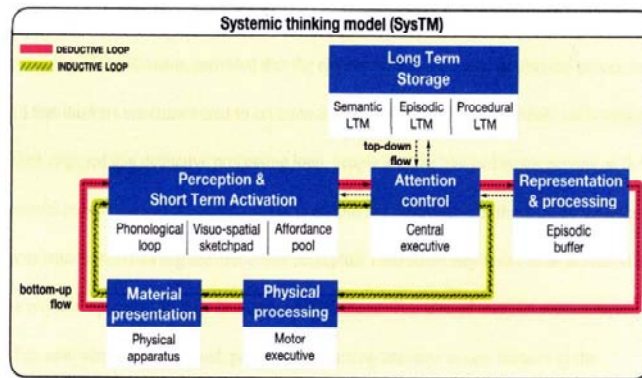 Systemic thinking model (SysTM)
DEDUCTIVE LOOP
INDUCTIVE LOOP
Long Term
Storage
Semantic
LTM
Episodic
LTM
Procedural
LTM
top-down
flow
Perception &
Short Term Activation
Phonological
loop
Visuo-spatial
sketchpad
Affordance
pool
Attention
control
Central
executive
Representation
& processing
Episodic
buffer
bottom-up
flow
Material
presentation
Physical
apparatus
Physical
processing
Motor
executive